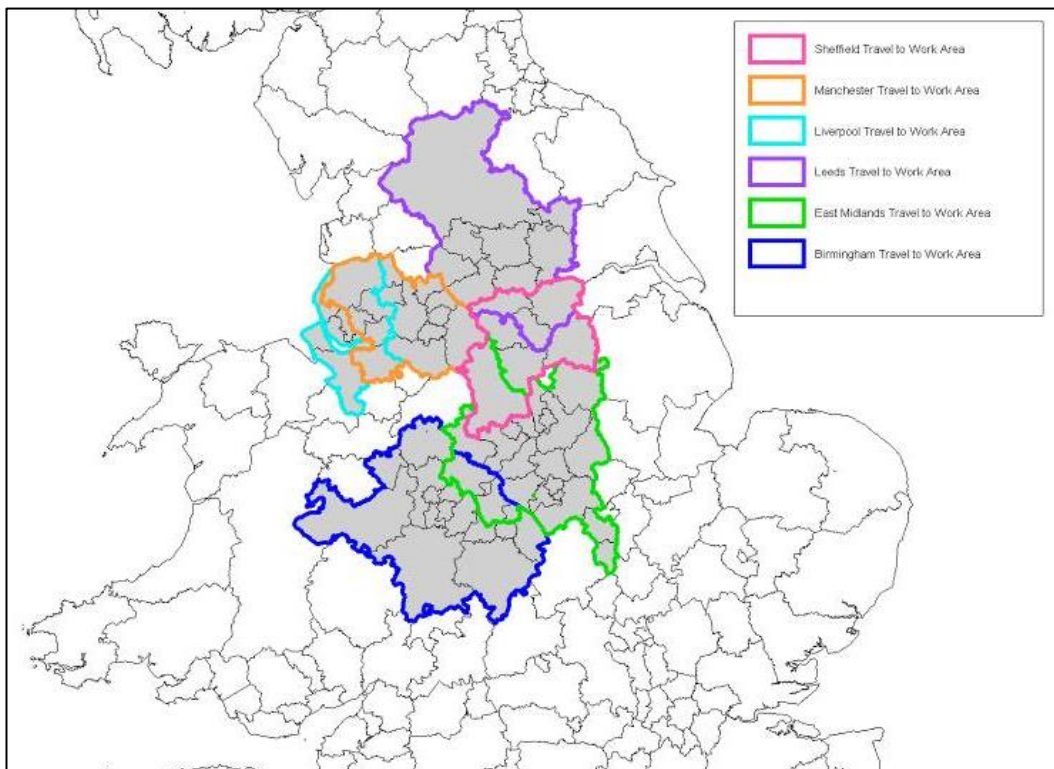 Sheffield Travel to Work Area
Manchester Travel to Work Area
Liverpool Travel to Work Area
Leeds Travel to Work Area
East Midlands Travel to Work Area
Birmingham Travel to Work Area